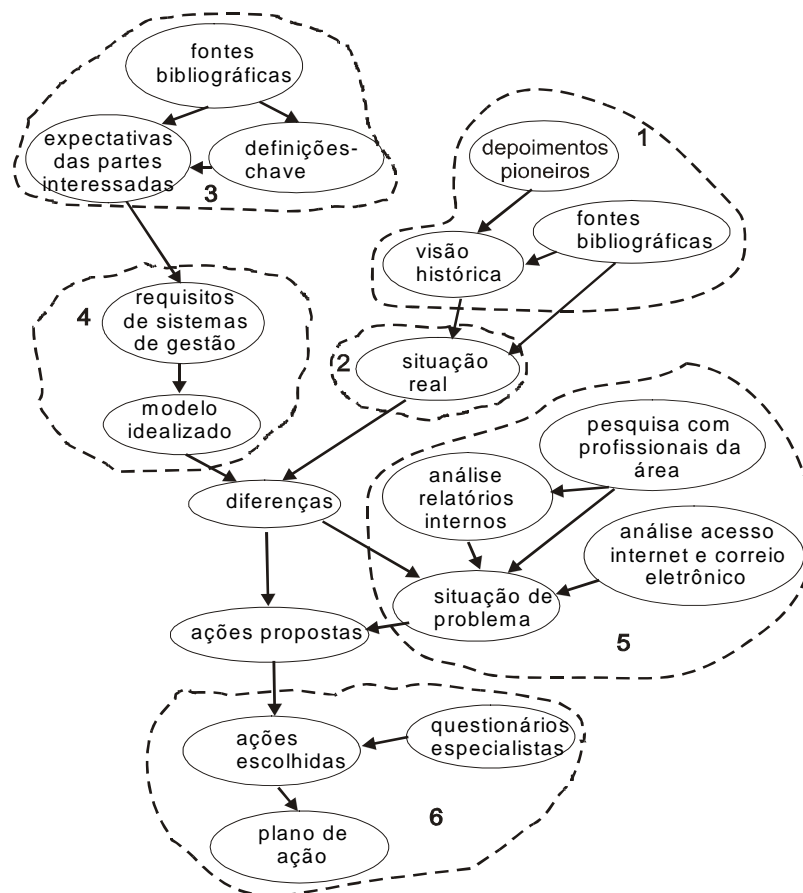 fontes
bibliográficas
expectativas
das partes
interessadas
definições-
chave
3
1
depoimentos
pioneiros
fontes
bibliográficas
visão
histórica
4
requisitos
de sistemas
de gestão
modelo
idealizado
2
situação
real
pesquisa com
profissionais da
área
análise
relatórios
internos
análise acesso
internet e correio
eletrônico
situação de
problema
5
diferenças
ações propostas
ações
escolhidas
questionários
especialistas
plano de
ação
6